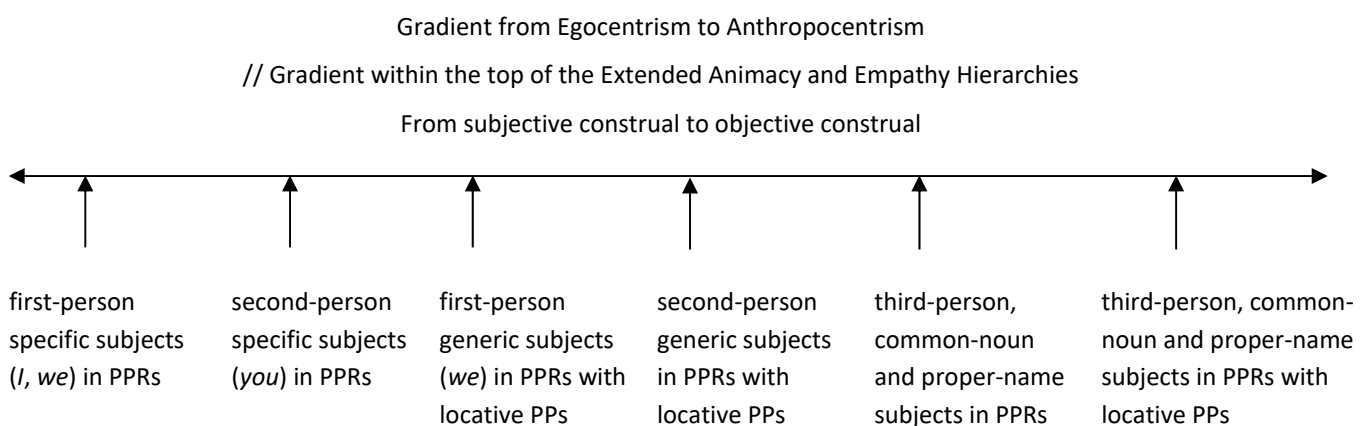 Gradient from Egocentrism to Anthropocentrism
// Gradient within the top of the Extended Animacy and Empathy Hierarchies
From subjective construal to objective construal
first-person
specific subjects
(I, we) in PPRs
second-person
specific subjects
(you) in PPRs
first-person
generic subjects
(we) in PPRs with
locative PPs
second-person
generic subjects
in PPRs with
locative PPs
third-person,
common-noun
and proper-name
subjects in PPRs
third-person, common-
noun and proper-name
subjects in PPRs with
locative PPs